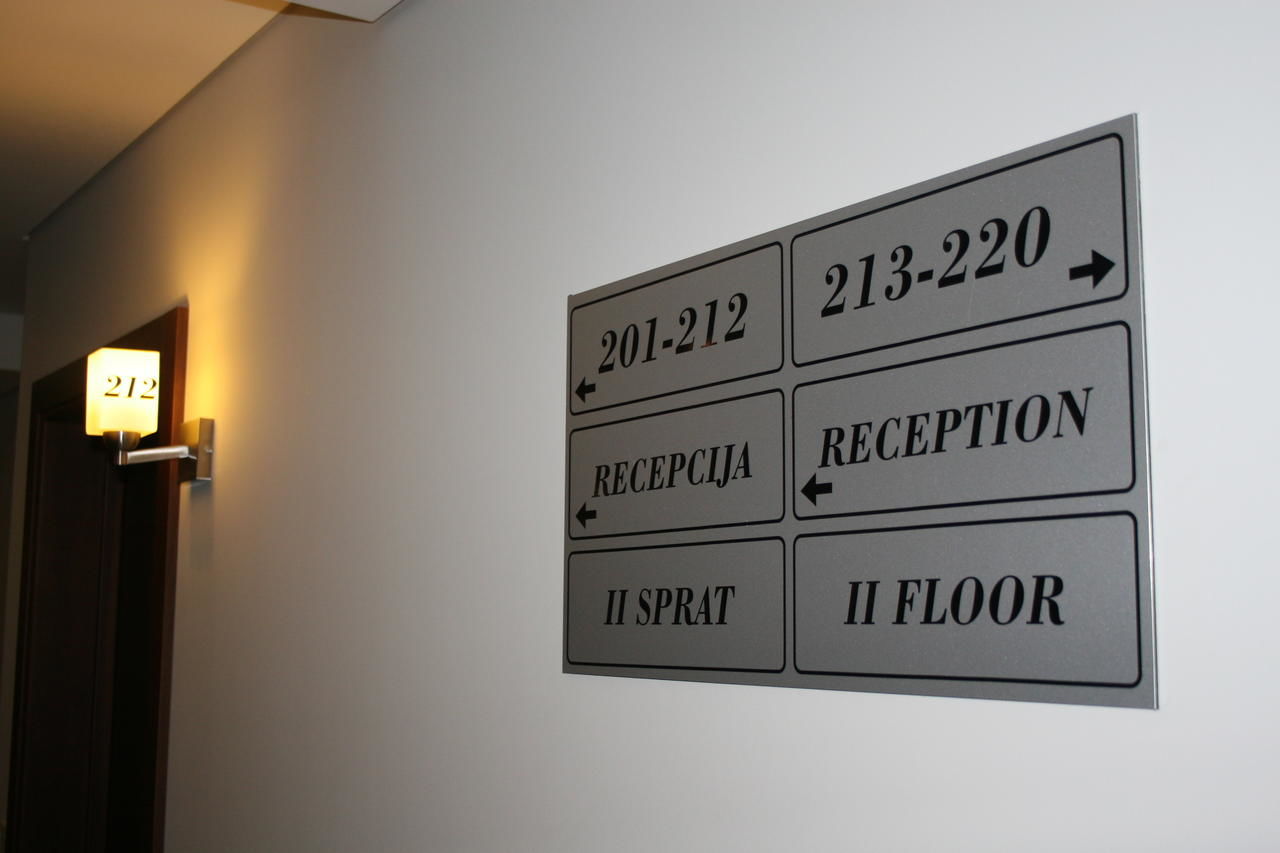 212
201-212
213-220
RECEPCIJA
RECEPTION
II SPRAT
II FLOOR